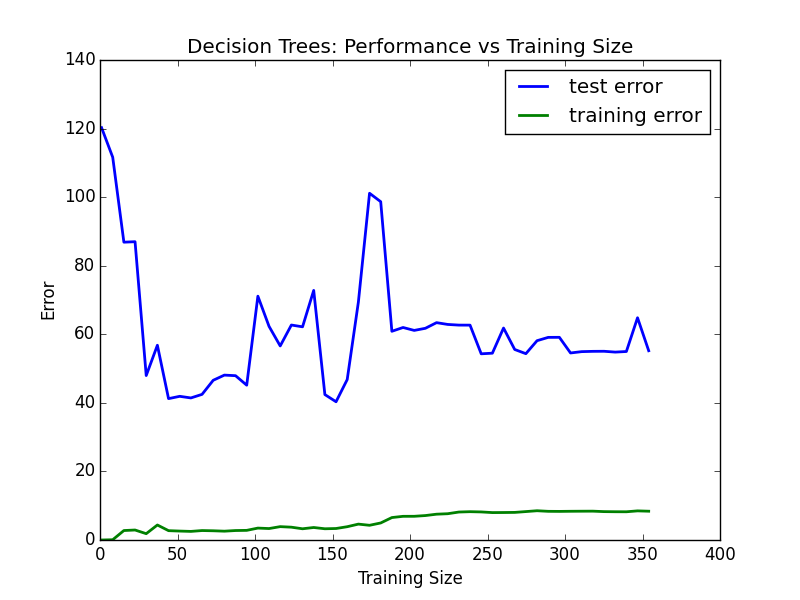 Decision Trees: Performance vs Training Size
140
120
100
80
60
40
20
0
Error
test error
training error
0 50 100 150 200 250 300 350 400
Training Size